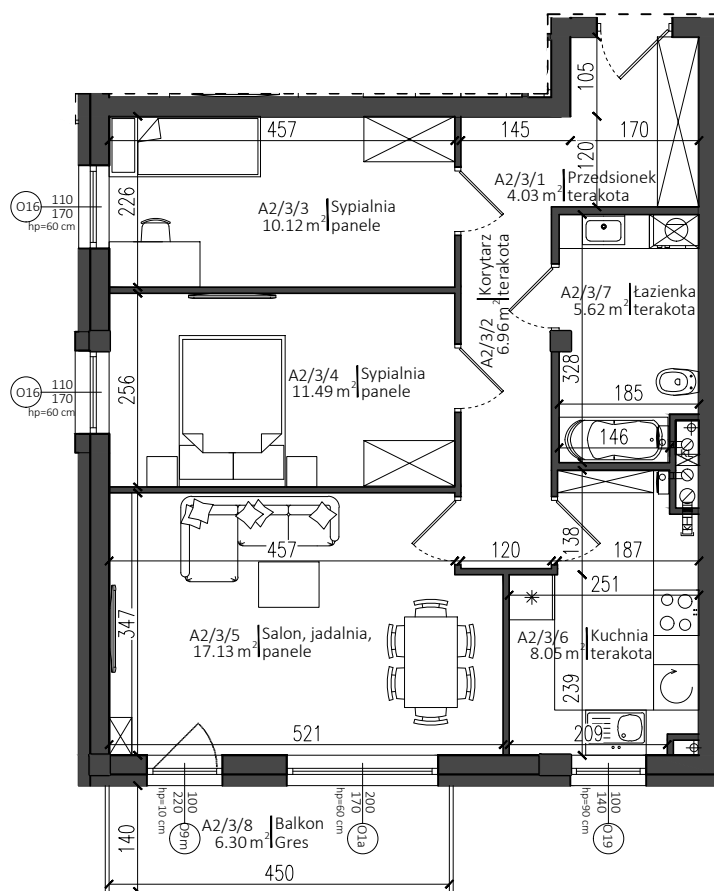 105
457
145
170
120
A2/3/1 Przedsionek
4.03 m² terakota
O16
110
170
hp=60 cm
226
A2/3/3 Sypialnia
10.12 m² panele
A2/3/2 Korytarz
6.96 m² terakota
A2/3/7 Łazienka
5.62 m² terakota
328
O16
110
170
hp=60 cm
256
A2/3/4 Sypialnia
11.49 m² panele
185
146
457
120
138
187
251
347
A2/3/5 Salon, jadalnia,
17.13 m² panele
A2/3/6 Kuchnia
8.05 m² terakota
239
521
209
140
100
220
hp=10 cm
O9m
A2/3/8 Balkon
6.30 m² Gres
200
170
hp=60 cm
O1a
100
140
hp=90 cm
O19
450